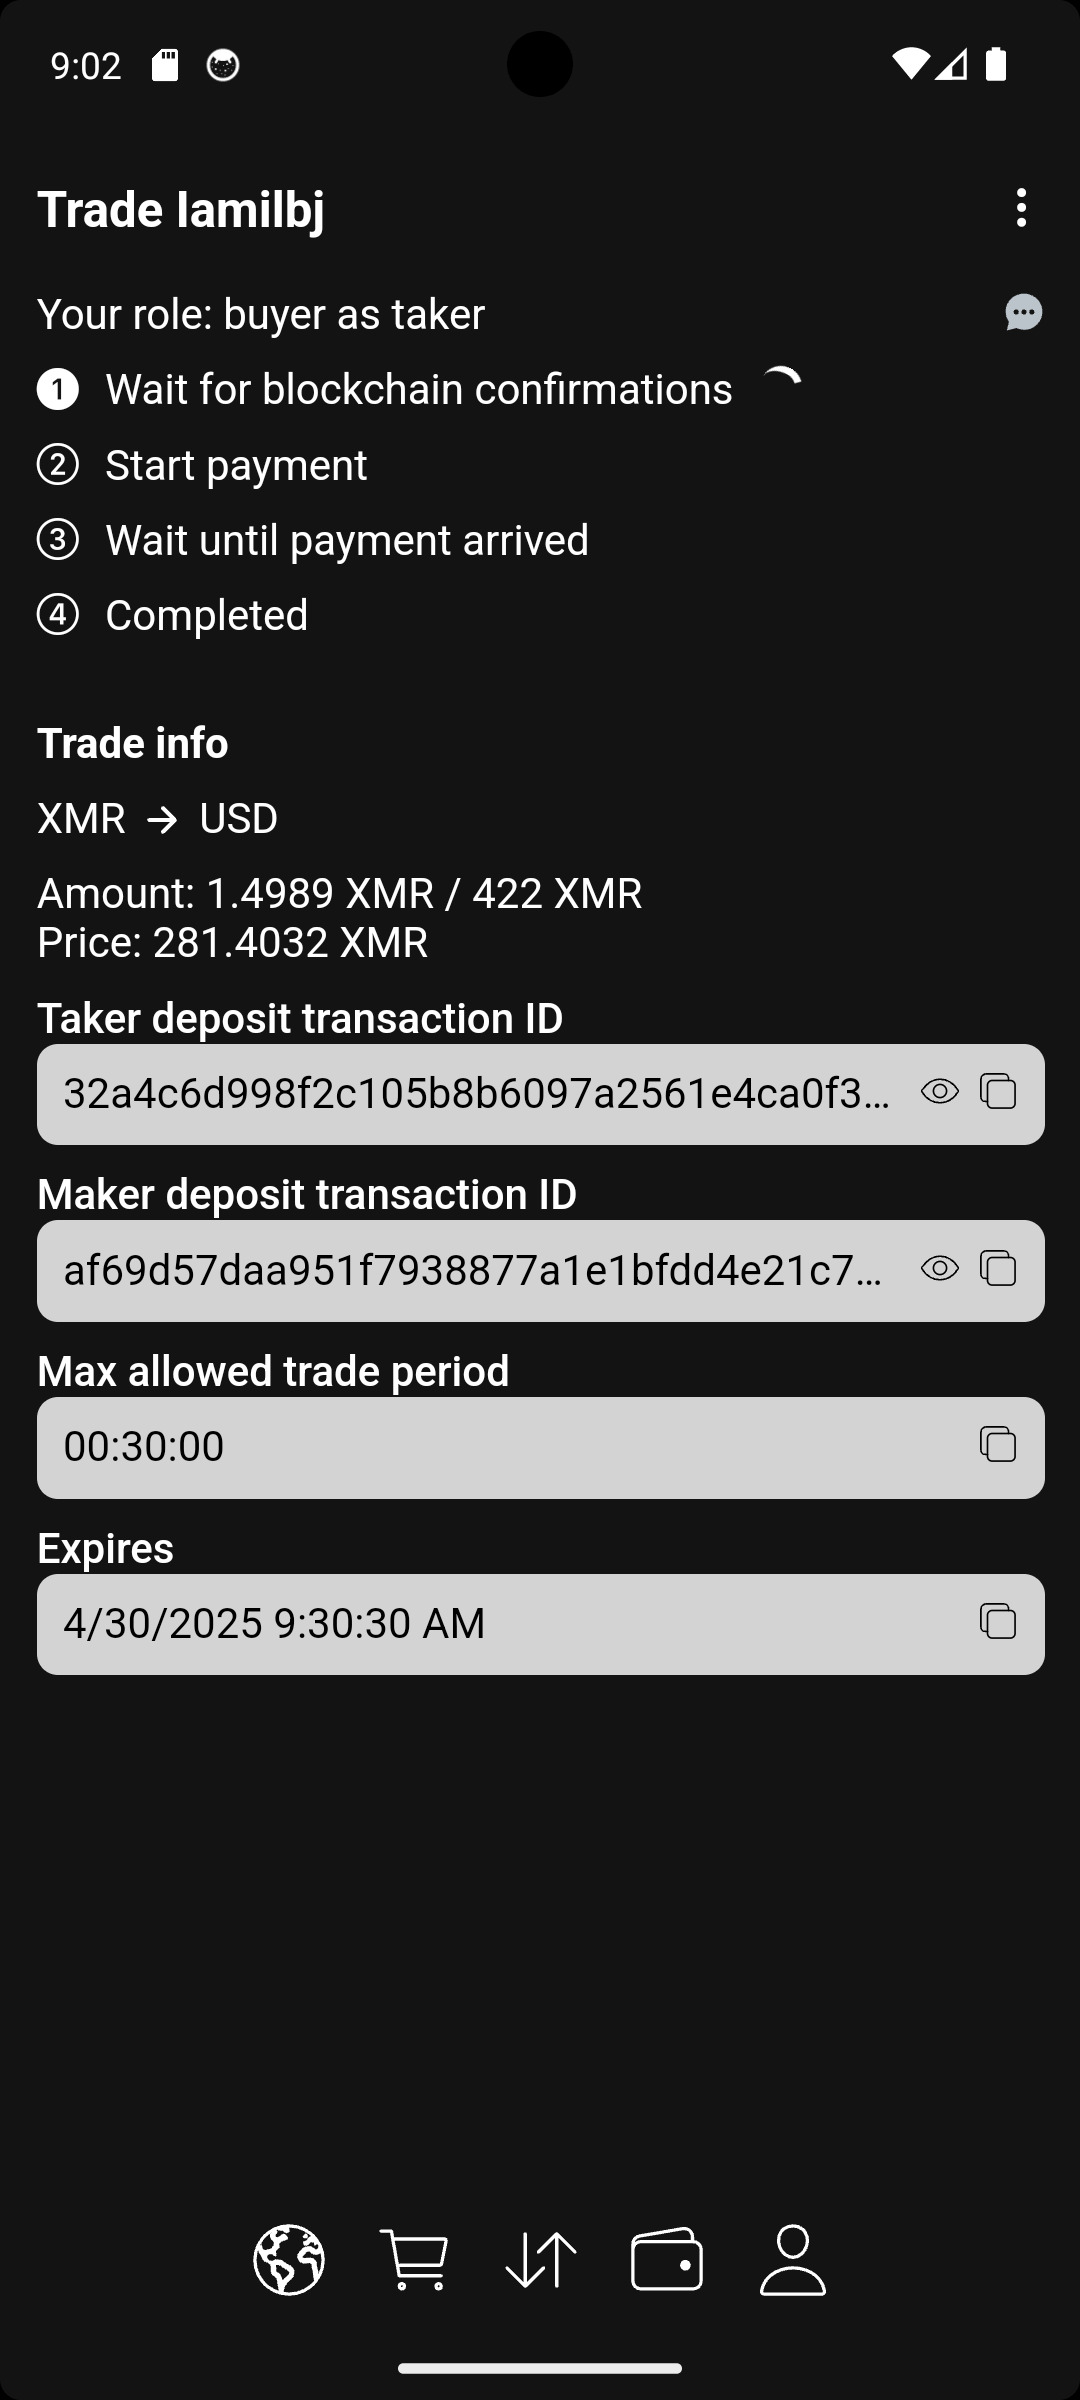 9:02
Trade Iamilbj
Your role: buyer as taker
1 Wait for blockchain confirmations
2 Start payment
3 Wait until payment arrived
4 Completed
Trade info
XMR → USD
Amount: 1.4989 XMR / 422 XMR
Price: 281.4032 XMR
Taker deposit transaction ID
32a4c6d998f2c105b8b6097a2561e4ca0f3...
Maker deposit transaction ID
af69d57daa951f7938877a1e1bfdd4e21c7...
Max allowed trade period
00:30:00
Expires
4/30/2025 9:30:30 AM